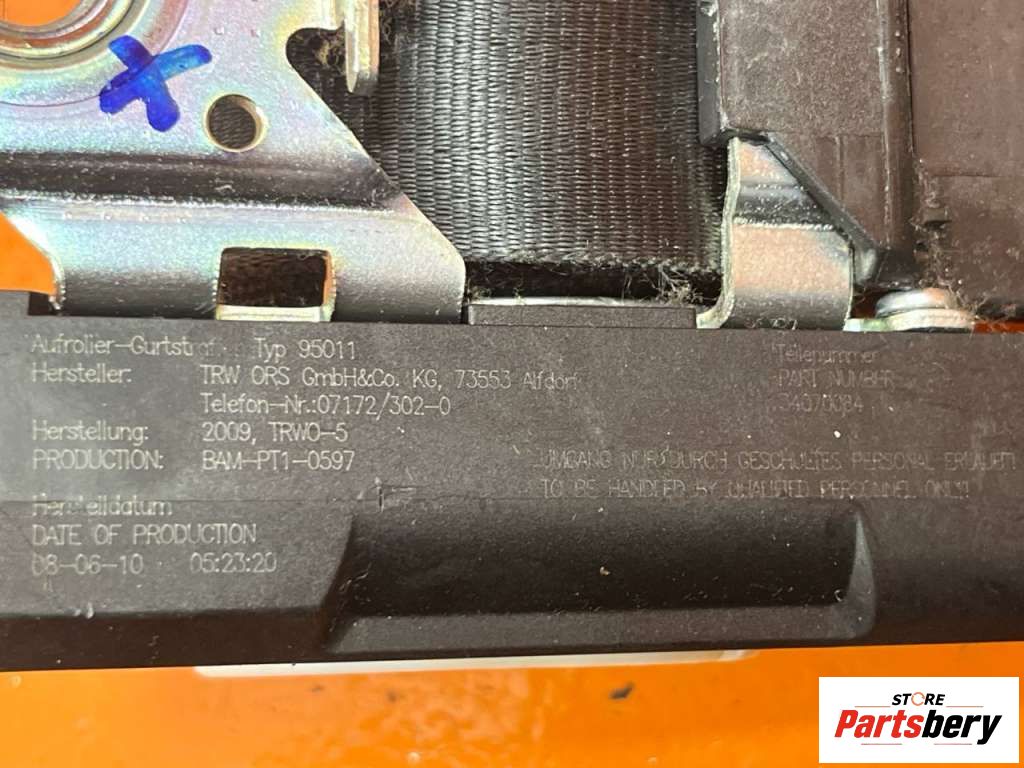 Typ 95011
Hersteller: TRW ORS GmbH&Co. KG, 73553 Alfdorf
Telefon-Nr.:07172/302-0
Herstellung: 2009, TRWO-5
PRODUCTION: BAM-PT1-0597
Herstelldatum
DATE OF PRODUCTION
08-06-10 05:23:20
Teilenummer
PART NUMBER
34070084
UMGANG NUR DURCH GESCHULTES PERSONAL ERLAUBT!
TO BE HANDLED BY QUALIFIED PERSONNEL ONLY!
STORE
Partsbery